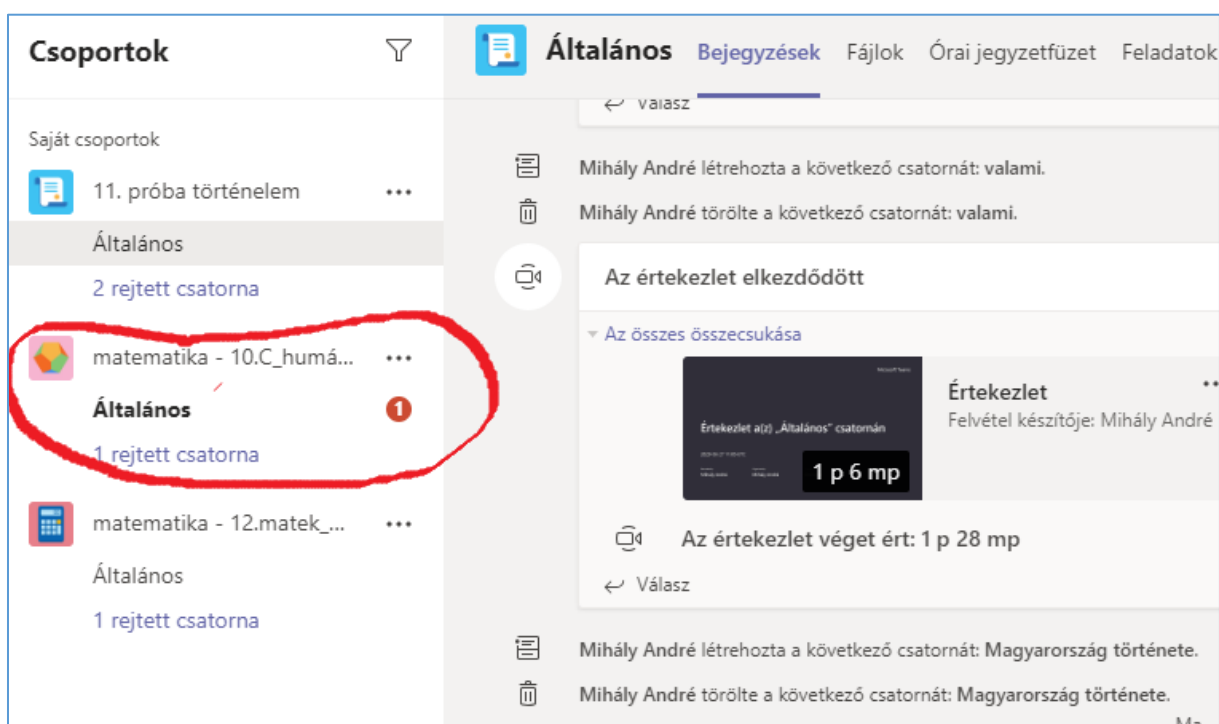 Csoportok
Saját csoportok
11. próba történelem
Általános
2 rejtett csatorna
matematika - 10.C_humá...
Általános
1
1 rejtett csatorna
matematika - 12.matek_...
Általános
1 rejtett csatorna
Általános Bejegyzések Fájlok Órai jegyzetfüzet Feladatok
Válasz
Mihály André létrehozta a következő csatornát: valami.
Mihály André törölte a következő csatornát: valami.
Az értekezlet elkezdődött
Az összes összecsukása
Értekezlet a(z) „Általános” csatornán
1 p 6 mp
Értekezlet
Felvétel készítője: Mihály André
Az értekezlet véget ért: 1 p 28 mp
Válasz
Mihály André létrehozta a következő csatornát: Magyarország története.
Mihály André törölte a következő csatornát: Magyarország története.